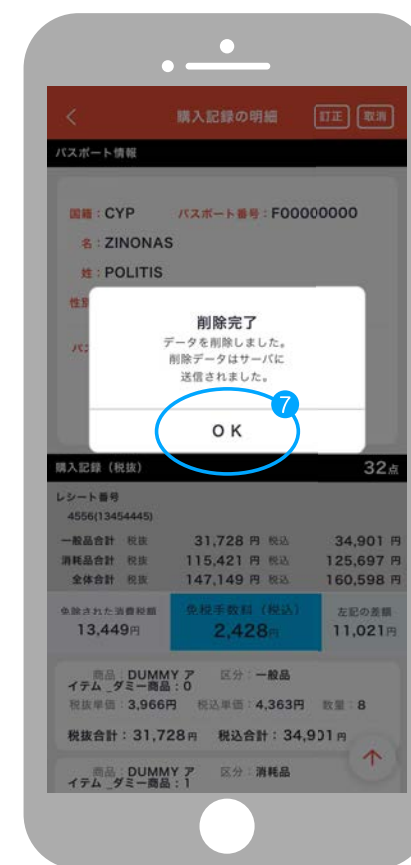 購入記録の明細 訂正 取消
パスポート情報
国籍：CYP パスポート番号：F00000000
名：ZINONAS
姓：POLITIS
性別
パス
削除完了
データを削除しました。
削除データはサーバに
送信されました。
7
OK
購入記録（税抜） 32点
レシート番号
4556(13454445)
一般品合計 税抜 31,728 円 税込 34,901 円
消耗品合計 税抜 115,421 円 税込 125,697 円
全体合計 税抜 147,149 円 税込 160,598 円
免除された消費税額 免税手数料（税込） 左記の差額
13,449円 2,428円 11,021円
商品：DUMMY ア 区分：一般品
イテム_ダミー商品：0
税抜単価：3,966円 税込単価：4,363円 数量：8
税抜合計：31,728円 税込合計：34,901円
商品：DUMMY ア 区分：消耗品
イテム_ダミー商品：1